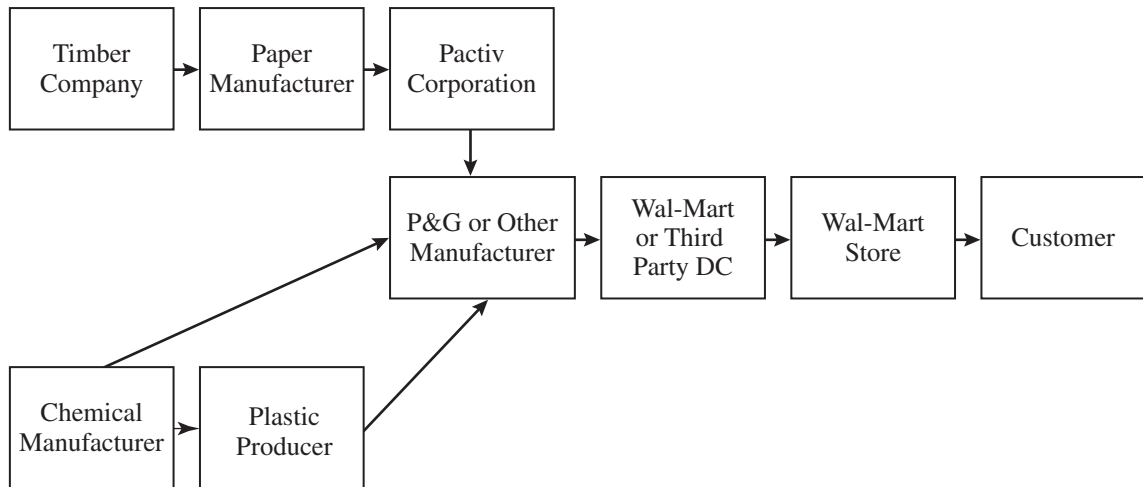 Timber
Company
Paper
Manufacturer
Pactiv
Corporation
P&G or Other
Manufacturer
Wal-Mart
or Third
Party DC
Wal-Mart
Store
Customer
Chemical
Manufacturer
Plastic
Producer